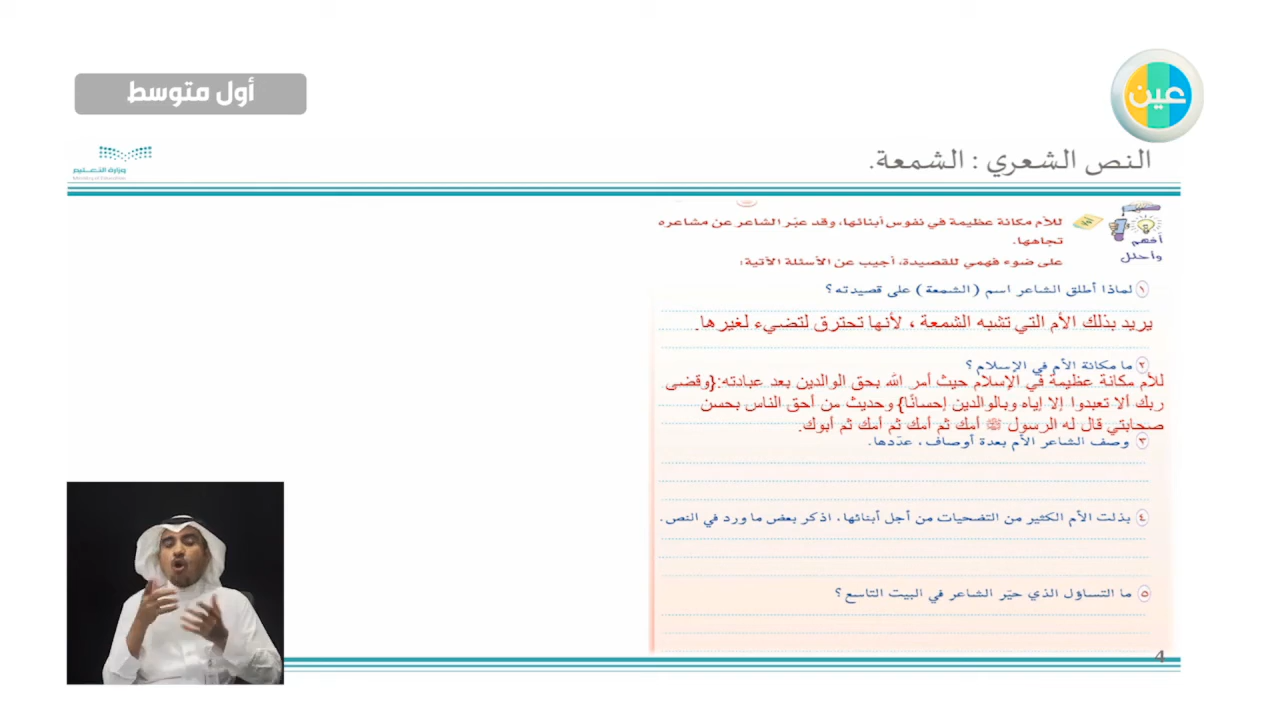 أول متوسط
عين
وزارة التعليم
Ministry of Education
النص الشعري : الشمعة.
أفهم
وأحلل
للأم مكانة عظيمة في نفوس أبنائها، وقد عبّر الشاعر عن مشاعره
تجاهها.
على ضوء فهمي للقصيدة، أجيب عن الأسئلة الآتية:
١ لماذا أطلق الشاعر اسم (الشمعة) على قصيدته؟
يريد بذلك الأم التي تشبه الشمعة ، لأنها تحترق لتضيء لغيرها.
٢ ما مكانة الأم في الإسلام ؟
للأم مكانة عظيمة في الإسلام حيث أمر الله بحق الوالدين بعد عبادته:{وقضى
ربك ألا تعبدوا إلا إياه وبالوالدين إحسانًا} وحديث من أحق الناس بحسن
صحابتي قال له الرسول ﷺ أمك ثم أمك ثم أمك ثم أبوك.
٣ وصف الشاعر الأم بعدة أوصاف ، عدّدها.
٤ بذلت الأم الكثير من التضحيات من أجل أبنائها، اذكر بعض ما ورد في النص.
٥ ما التساؤل الذي حيّر الشاعر في البيت التاسع ؟
4